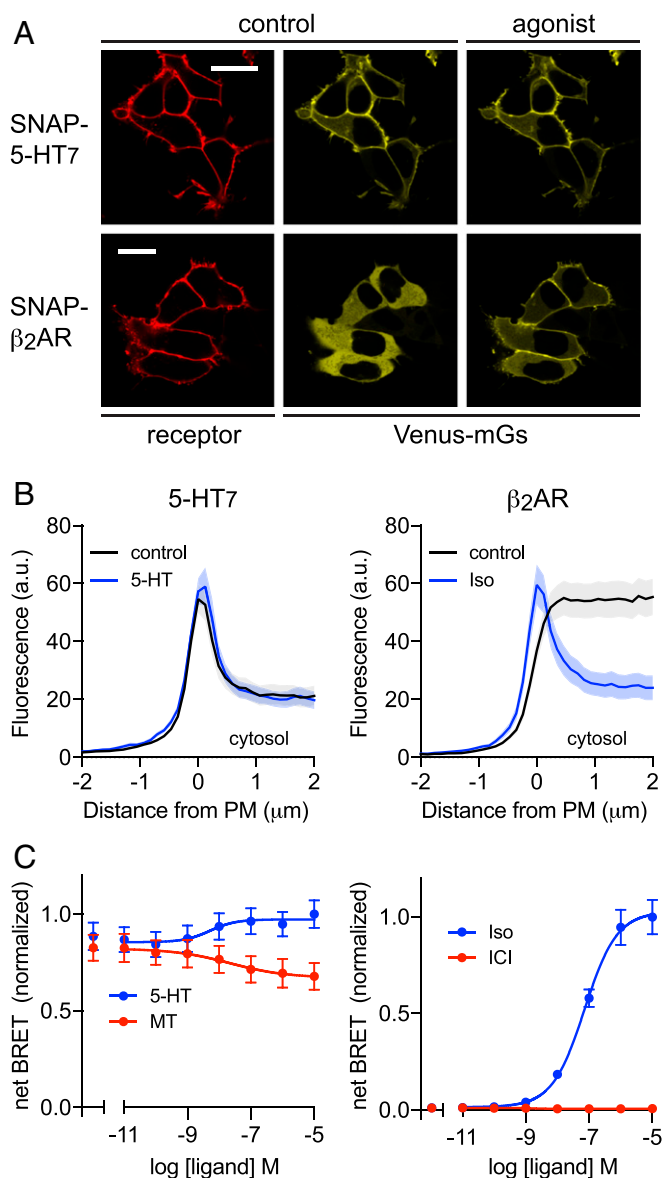 A
control
agonist
SNAP-
5-HT7
SNAP-
β2AR
receptor
Venus-mGs
B
5-HT7
80
60
40
20
0
Fluorescence (a.u.)
control
5-HT
cytosol
-2
-1
0
1
2
Distance from PM (μm)
β2AR
80
60
40
20
0
Fluorescence (a.u.)
control
Iso
cytosol
-2
-1
0
1
2
Distance from PM (μm)
C
1.0
0.5
0.0
net BRET (normalized)
5-HT
MT
-11
-9
-7
-5
log [ligand] M
1.0
0.5
0.0
net BRET (normalized)
Iso
ICI
-11
-9
-7
-5
log [ligand] M